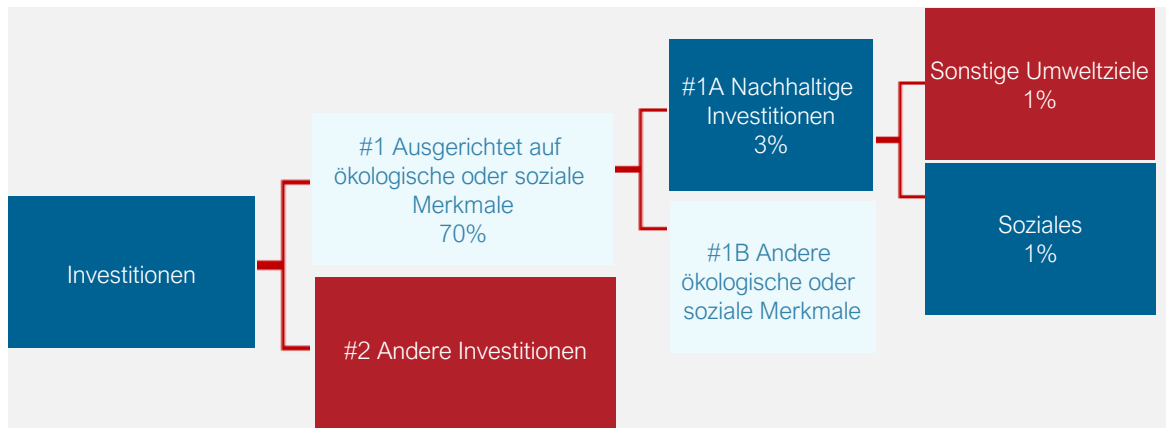 Investitionen
#1 Ausgerichtet auf
ökologische oder soziale
Merkmale
70%
#2 Andere Investitionen
#1A Nachhaltige
Investitionen
3%
#1B Andere
ökologische oder
soziale Merkmale
Sonstige Umweltziele
1%
Soziales
1%